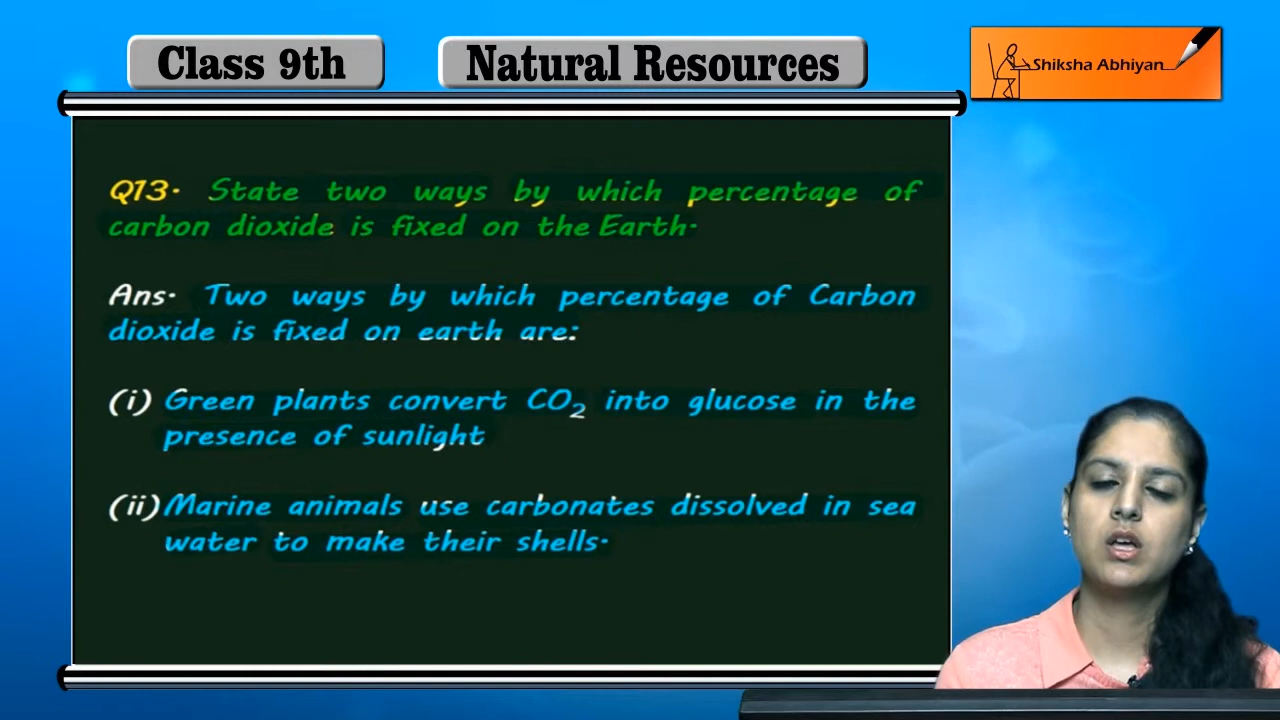 Class 9th
Natural Resources
Shiksha Abhiyan
Q13. State two ways by which percentage of
carbon dioxide is fixed on the Earth.
Ans. Two ways by which percentage of Carbon
dioxide is fixed on earth are:
(i) Green plants convert CO₂ into glucose in the
presence of sunlight
(ii) Marine animals use carbonates dissolved in sea
water to make their shells.